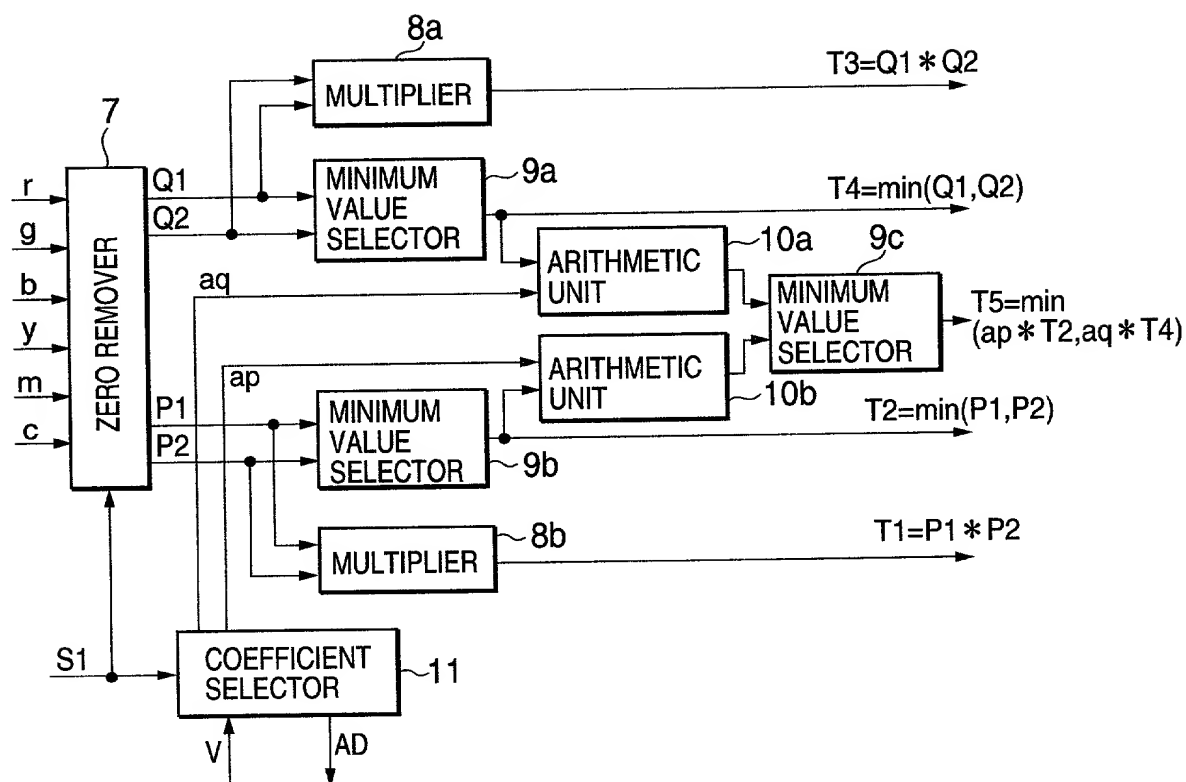 8a
MULTIPLIER
T3=Q1*Q2
7
ZERO REMOVER
r
g
b
y
m
c
Q1
Q2
P1
P2
MINIMUM
VALUE
SELECTOR
9a
T4=min(Q1,Q2)
aq
ap
ARITHMETIC
UNIT
10a
ARITHMETIC
UNIT
10b
9c
MINIMUM
VALUE
SELECTOR
T5=min
(ap*T2,aq*T4)
MINIMUM
VALUE
SELECTOR
9b
T2=min(P1,P2)
MULTIPLIER
8b
T1=P1*P2
S1
COEFFICIENT
SELECTOR
11
V
AD